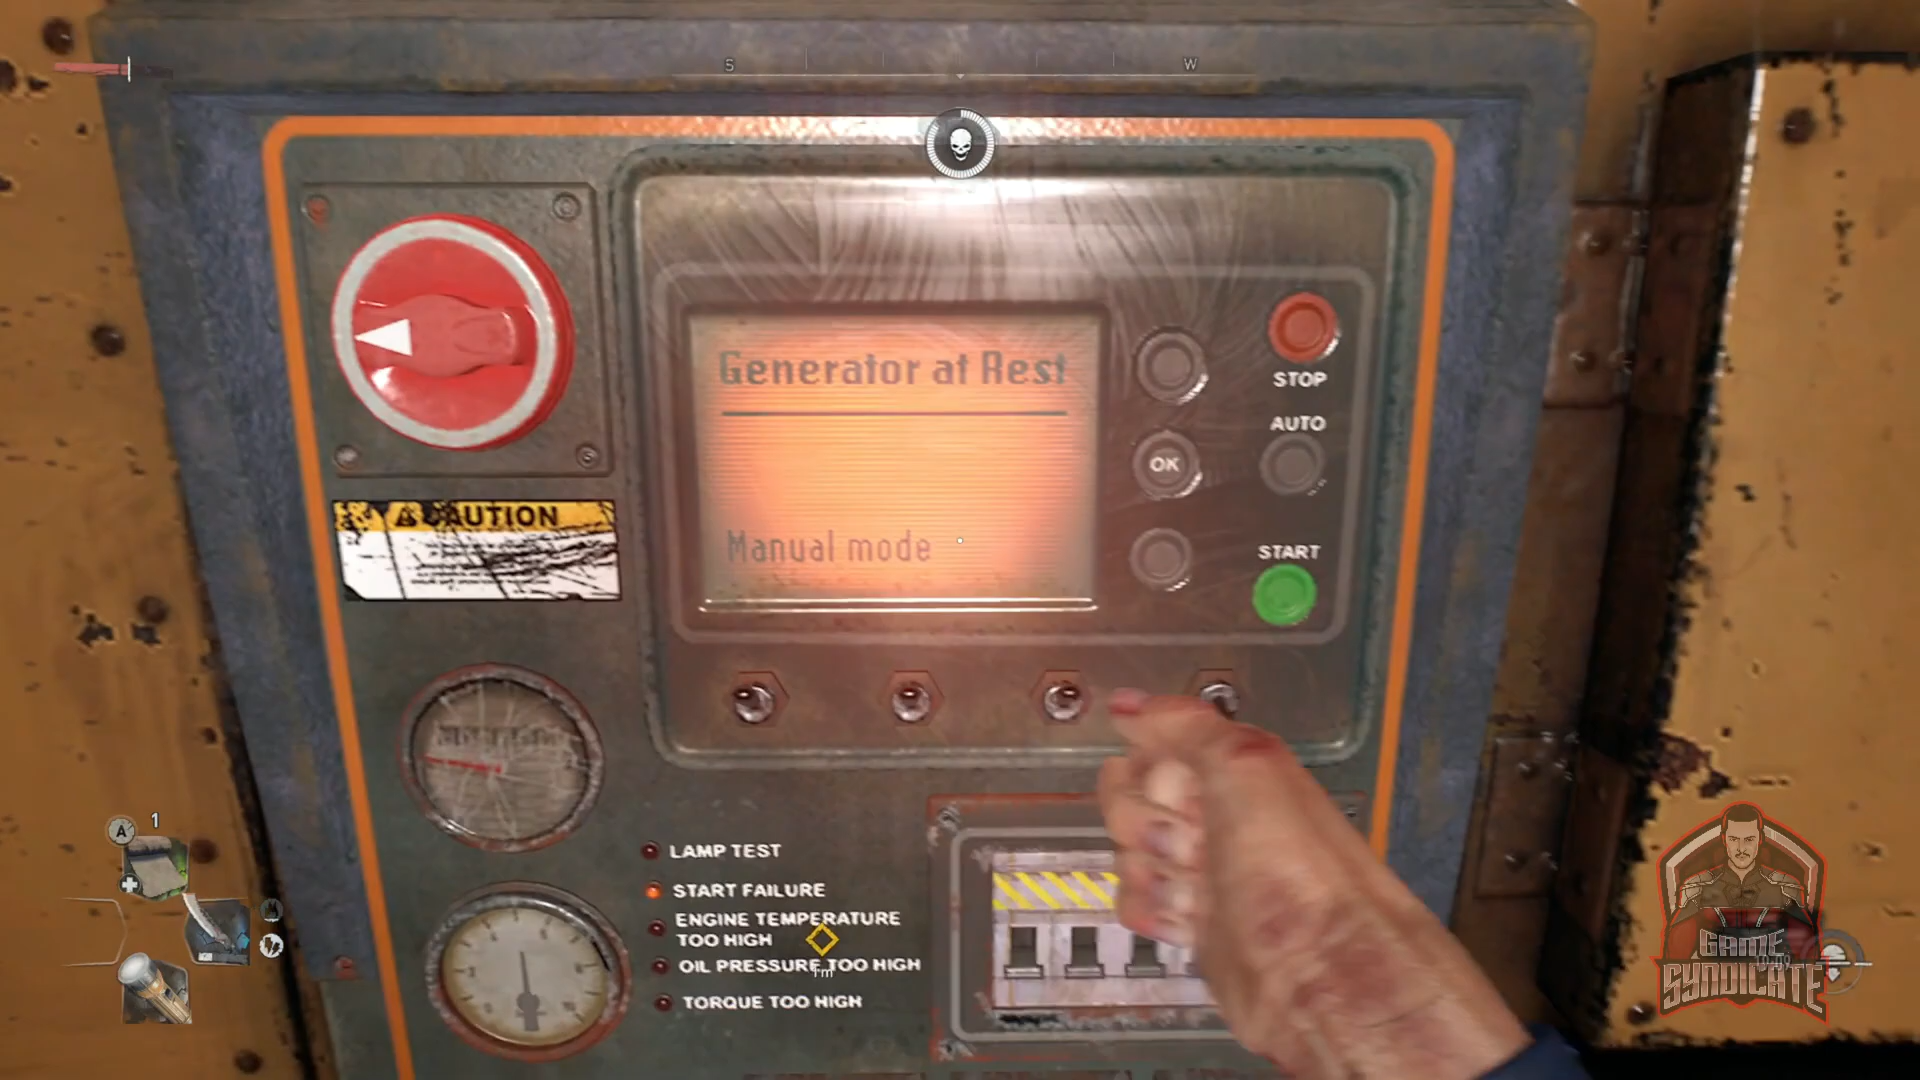 S
W
Generator at Rest
Manual mode
OK
STOP
AUTO
START
CAUTION
LAMP TEST
START FAILURE
ENGINE TEMPERATURE
TOO HIGH
OIL PRESSURE TOO HIGH
TORQUE TOO HIGH
1
A
GAME
SYNDICATE